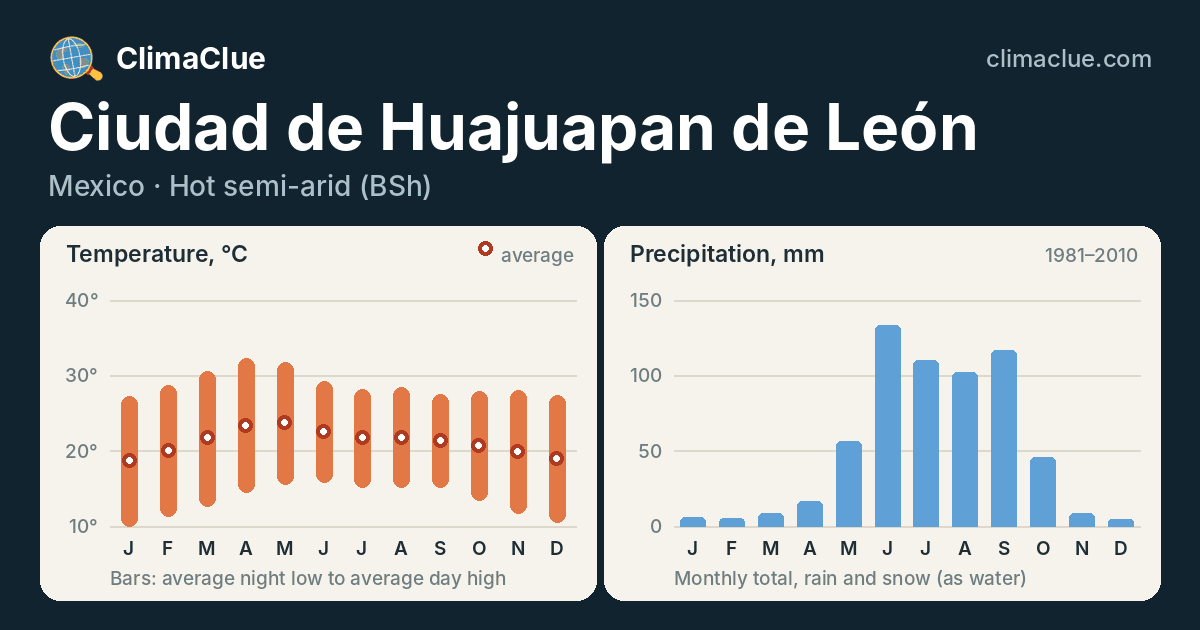 ClimaClue
climaclue.com
Ciudad de Huajuapan de León
Mexico · Hot semi-arid (BSh)
Temperature, °C
average
40°
30°
20°
10°
J F M A M J J A S O N D
Bars: average night low to average day high
Precipitation, mm
1981–2010
150
100
50
0
J F M A M J J A S O N D
Monthly total, rain and snow (as water)